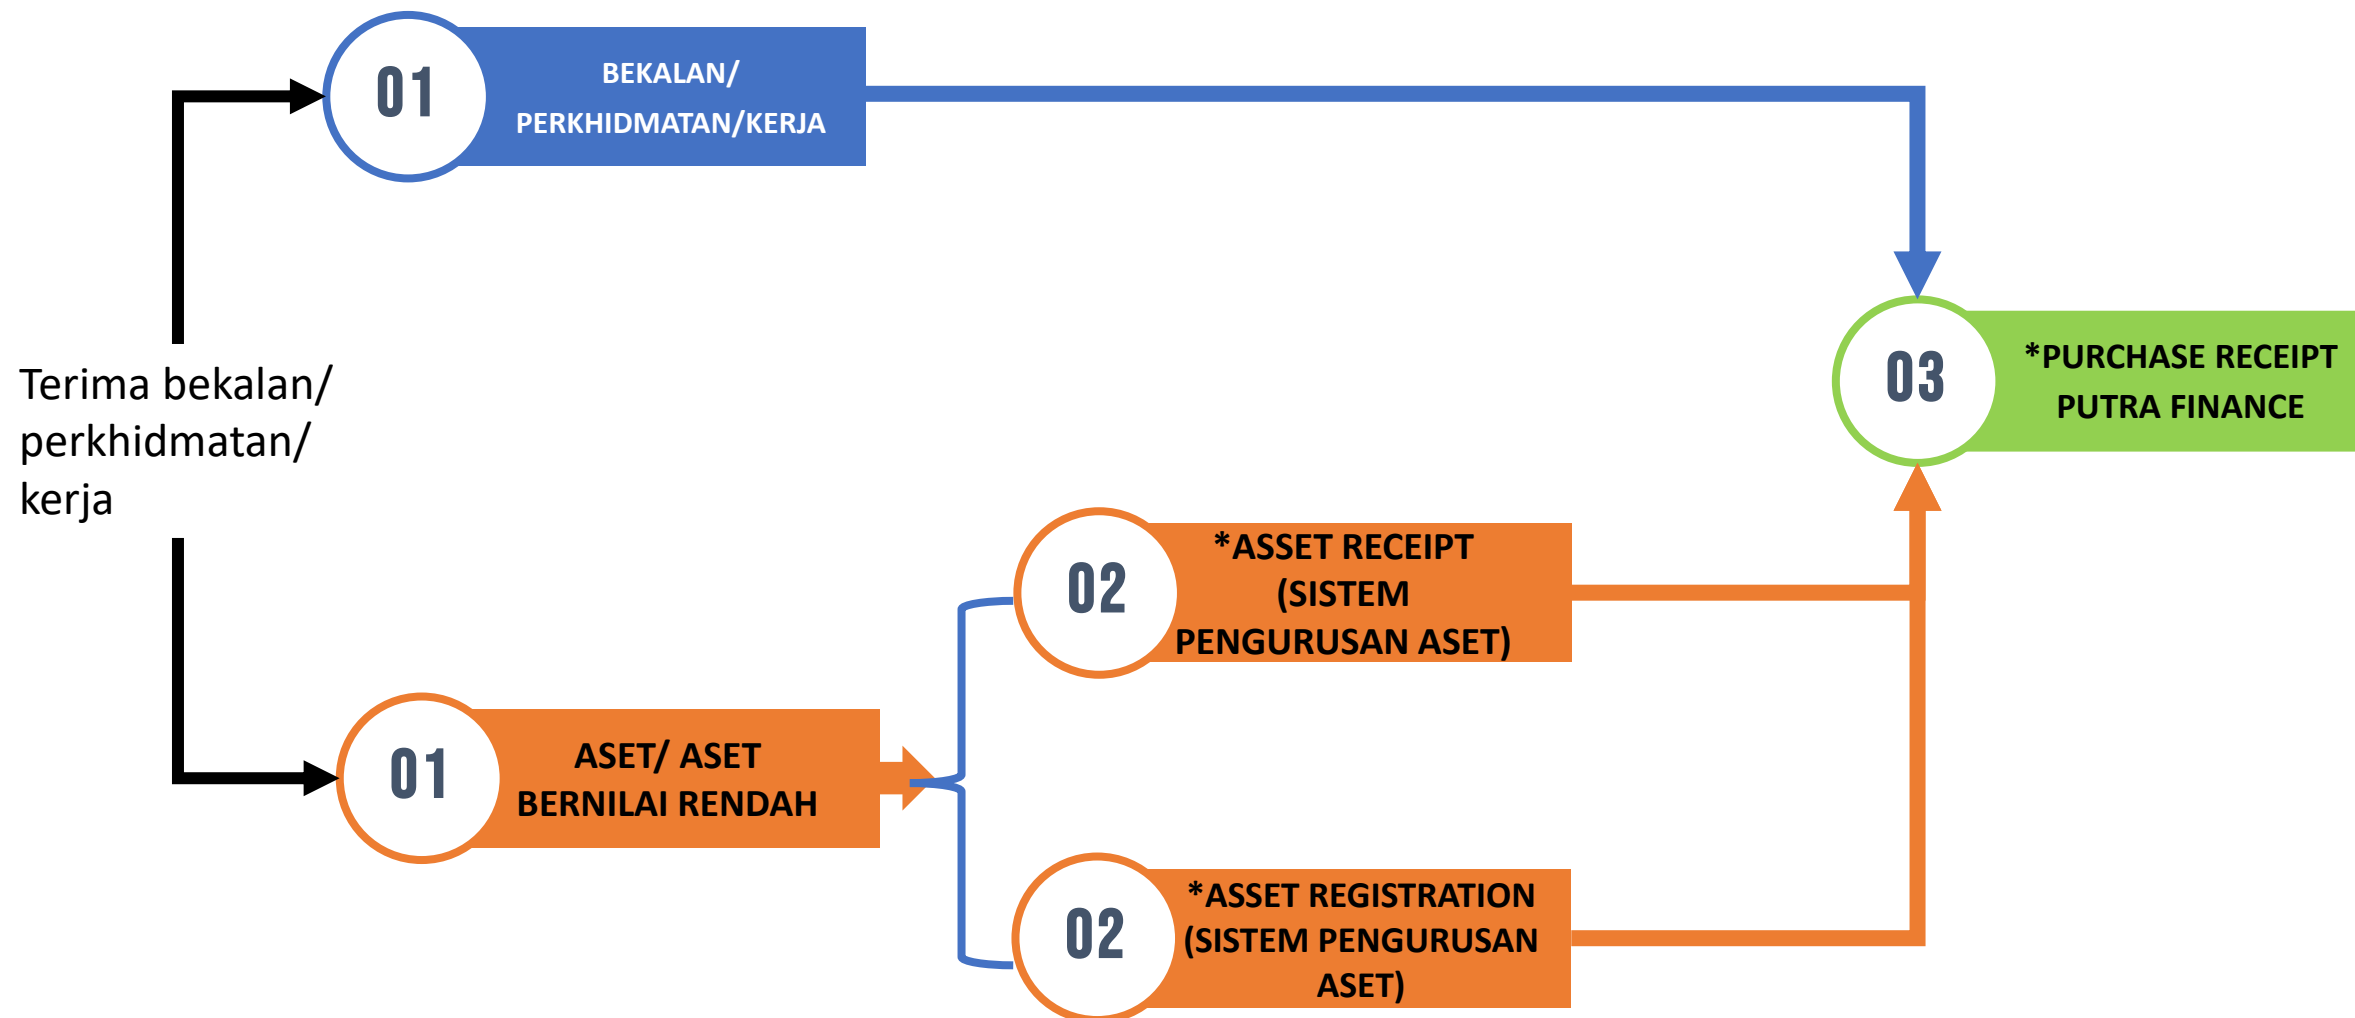 01
BEKALAN/
PERKHIDMATAN/KERJA
Terima bekalan/
perkhidmatan/
kerja
03
*PURCHASE RECEIPT
PUTRA FINANCE
02
*ASSET RECEIPT
(SISTEM
PENGURUSAN ASET)
01
ASET/ ASET
BERNILAI RENDAH
02
*ASSET REGISTRATION
(SISTEM PENGURUSAN
ASET)